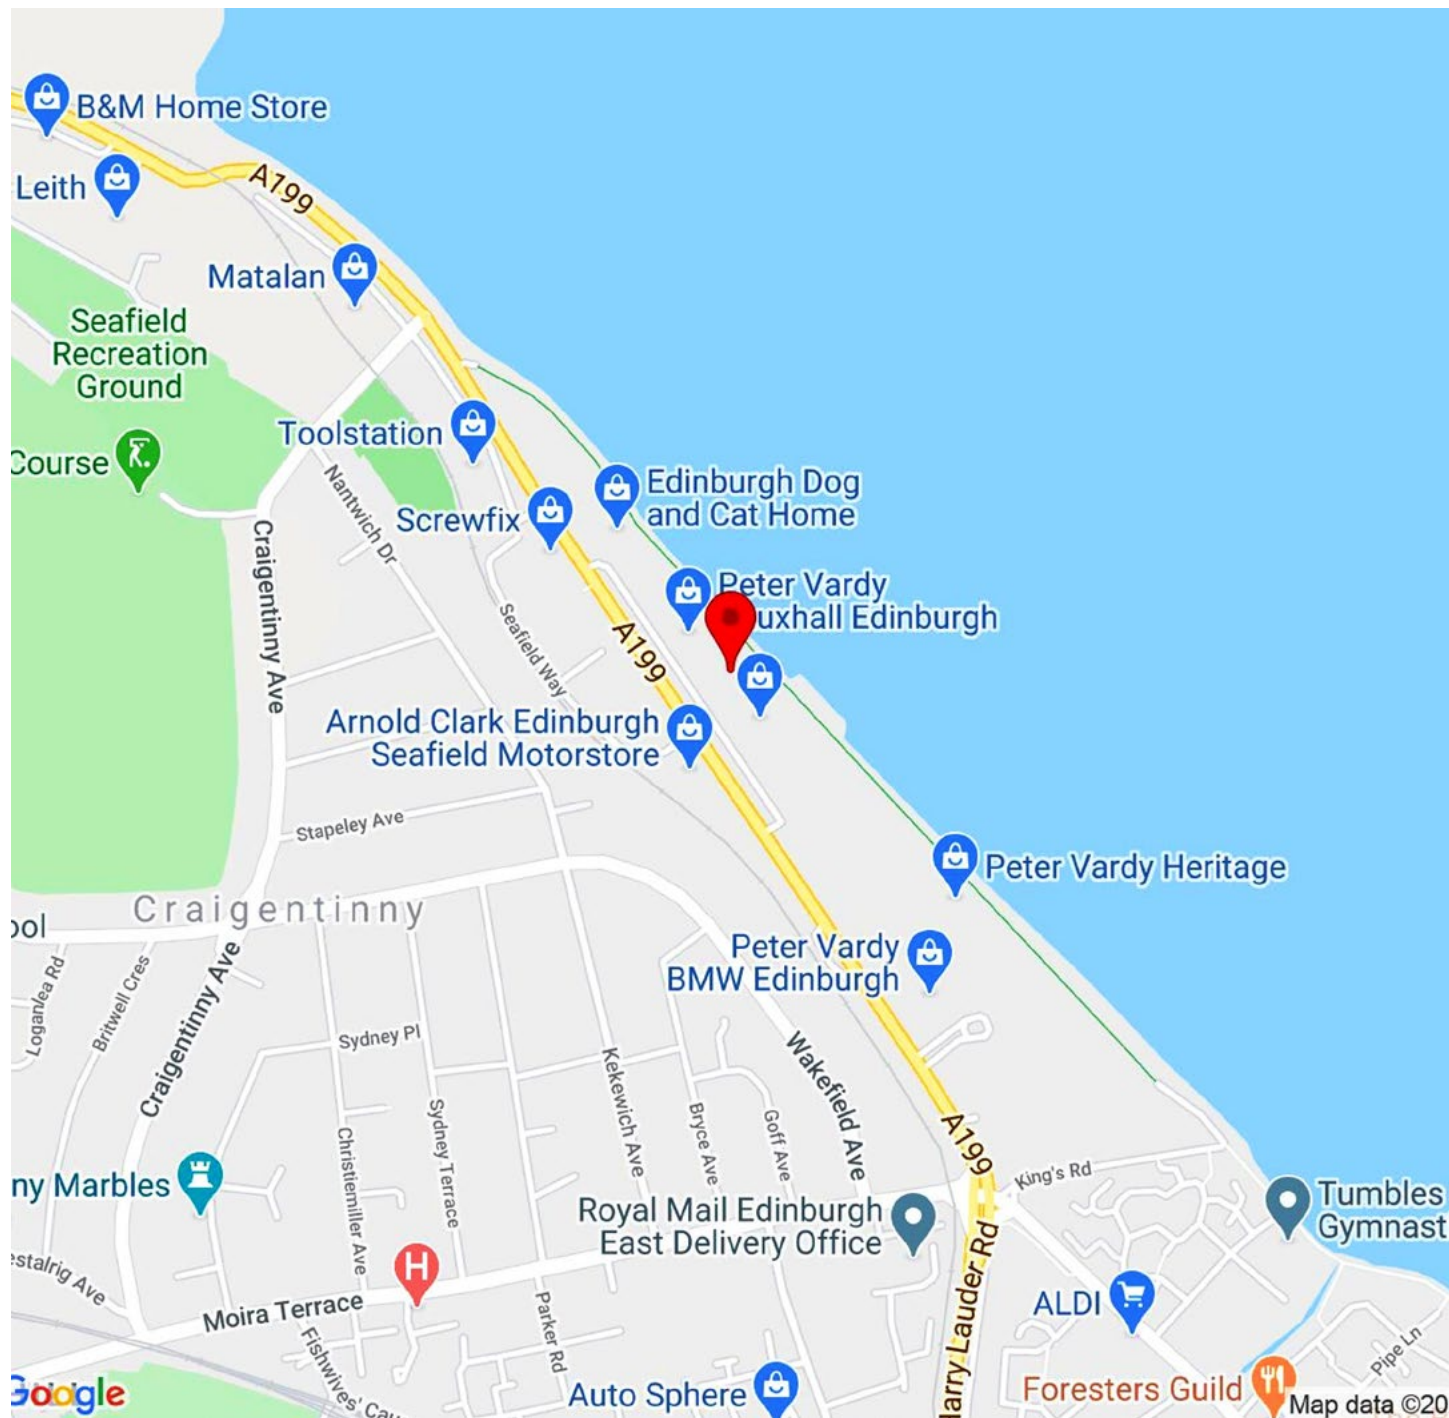 B&M Home Store
Leith
A199
Matalan
Seafield
Recreation
Ground
Toolstation
Course
Nantwich Dr
Edinburgh Dog
and Cat Home
Screwfix
Craigentinny Ave
Peter Vardy
uxhall Edinburgh
Seafield Way
A199
Arnold Clark Edinburgh
Seafield Motorstore
Stapeley Ave
Peter Vardy Heritage
Craigentinny
ool
Peter Vardy
BMW Edinburgh
Loganlea Rd
Britwell Cres
Craigentinny Ave
Sydney Pl
Kekewich Ave
Wakefield Ave
Sydney Terrace
Bryce Ave
Goff Ave
Christiemiller Ave
A199
King's Rd
ny Marbles
Royal Mail Edinburgh
East Delivery Office
Tumbles
Gymnast
estalrig Ave
H
Moira Terrace
Harry Lauder Rd
ALDI
Parker Rd
Fishwives' Cau
Pipe Ln
Google
Auto Sphere
Foresters Guild
Map data ©20